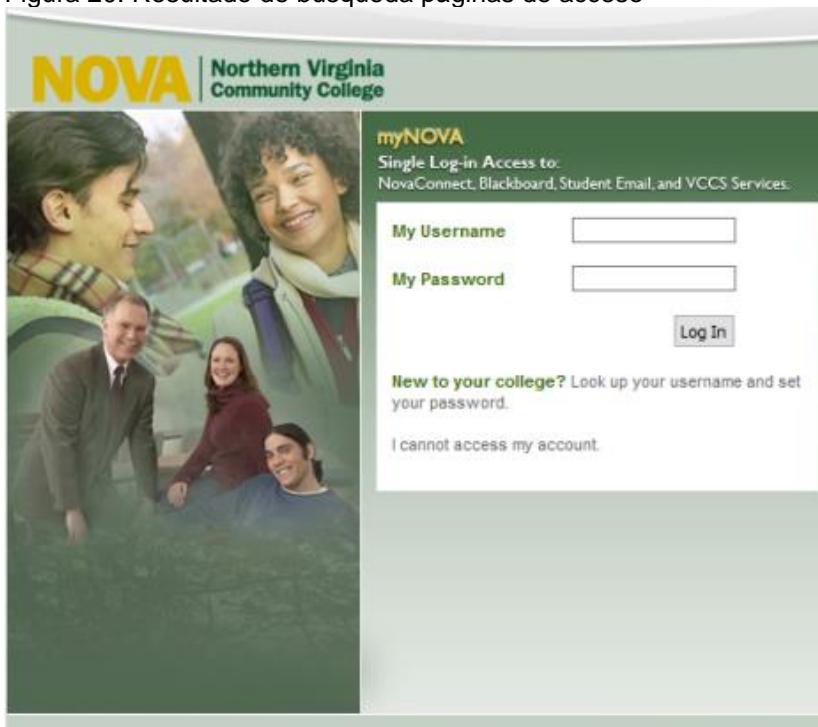 Figura 20. Resultado de búsqueda páginas de acceso
NOVA
Northern Virginia
Community College
myNOVA
Single Log-in Access to:
NovaConnect, Blackboard, Student Email, and VCCS Services.
My Username
My Password
Log In
New to your college? Look up your username and set
your password.
I cannot access my account.